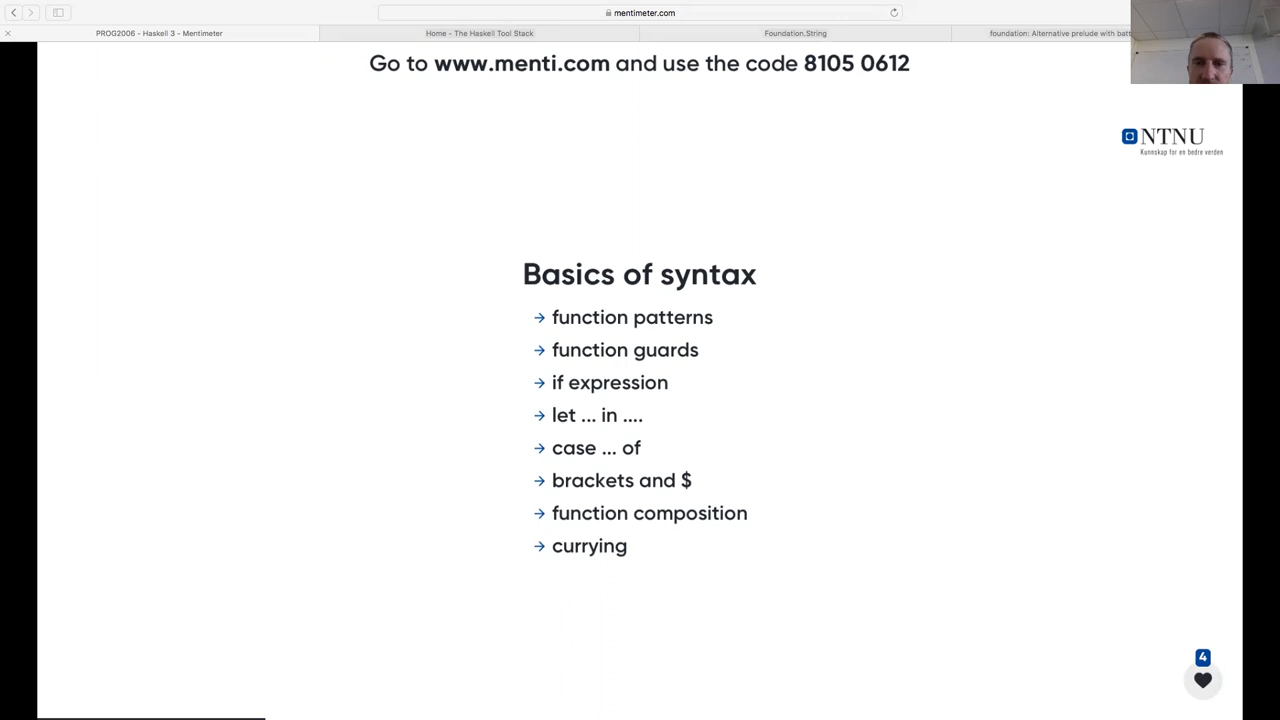 mentimeter.com
PROG2006 - Haskell 3 - Mentimeter
Home - The Haskell Tool Stack
Foundation.String
foundation: Alternative prelude with batt
Go to www.menti.com and use the code 8105 0612
NTNU
Kunnskap for en bedre verden
Basics of syntax
→ function patterns
→ function guards
→ if expression
→ let ... in ....
→ case ... of
→ brackets and $
→ function composition
→ currying
4